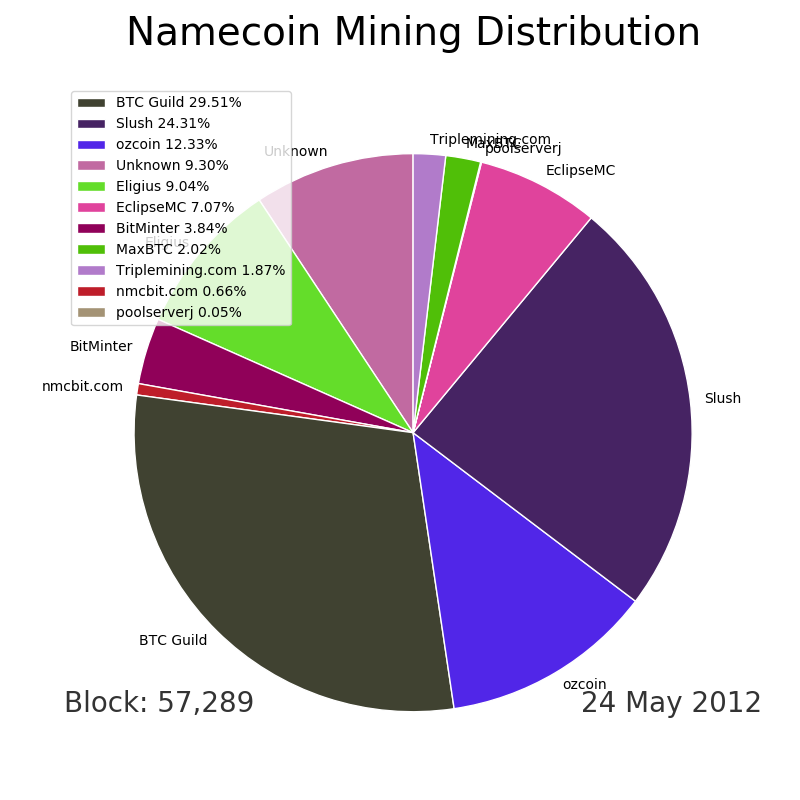 Namecoin Mining Distribution
BTC Guild 29.51%
Slush 24.31%
ozcoin 12.33%
Unknown 9.30%
Eligius 9.04%
EclipseMC 7.07%
BitMinter 3.84%
MaxBTC 2.02%
Triplemining.com 1.87%
nmcbit.com 0.66%
poolserverj 0.05%
Triplemining.com
MaxBTC
poolserverj
Unknown
EclipseMC
Eligius
BitMinter
nmcbit.com
Slush
BTC Guild
ozcoin
Block: 57,289
24 May 2012